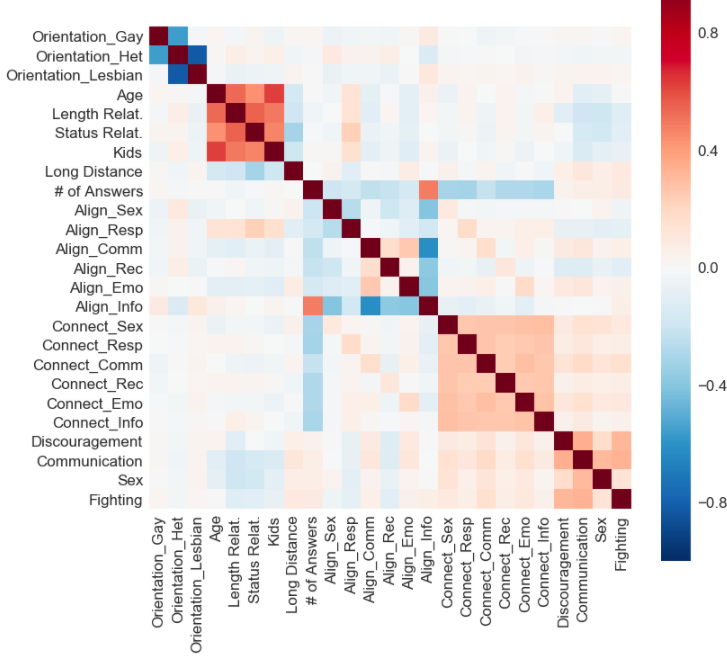 Orientation_Gay
Orientation_Het
Orientation_Lesbian
Age
Length Relat.
Status Relat.
Kids
Long Distance
# of Answers
Align_Sex
Align_Resp
Align_Comm
Align_Rec
Align_Emo
Align_Info
Connect_Sex
Connect_Resp
Connect_Comm
Connect_Rec
Connect_Emo
Connect_Info
Discouragement
Communication
Sex
Fighting
0.8
0.4
0.0
−0.4
−0.8
Orientation_Gay
Orientation_Het
Orientation_Lesbian
Age
Length Relat.
Status Relat.
Kids
Long Distance
# of Answers
Align_Sex
Align_Resp
Align_Comm
Align_Rec
Align_Emo
Align_Info
Connect_Sex
Connect_Resp
Connect_Comm
Connect_Rec
Connect_Emo
Connect_Info
Discouragement
Communication
Sex
Fighting